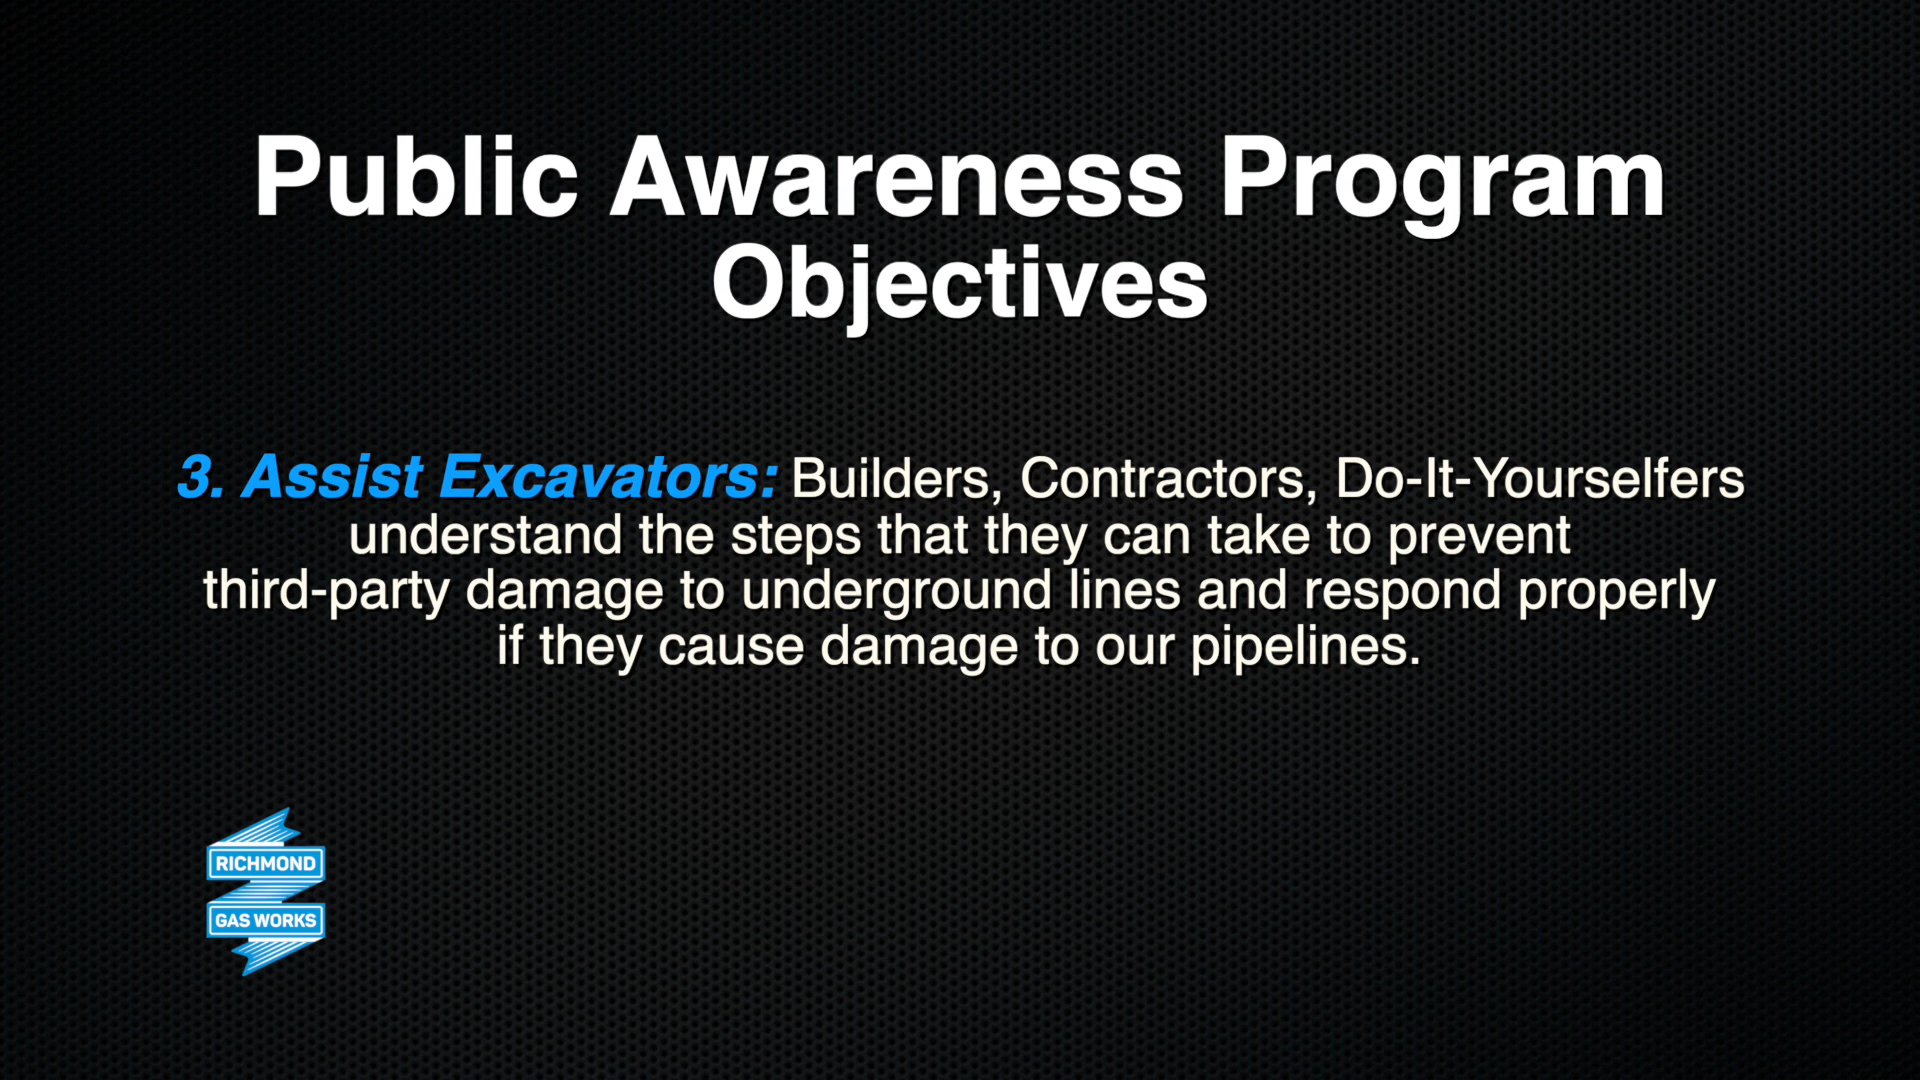 Public Awareness Program
Objectives
3. Assist Excavators: Builders, Contractors, Do-It-Yourselfers
understand the steps that they can take to prevent
third-party damage to underground lines and respond properly
if they cause damage to our pipelines.
RICHMOND
GAS WORKS